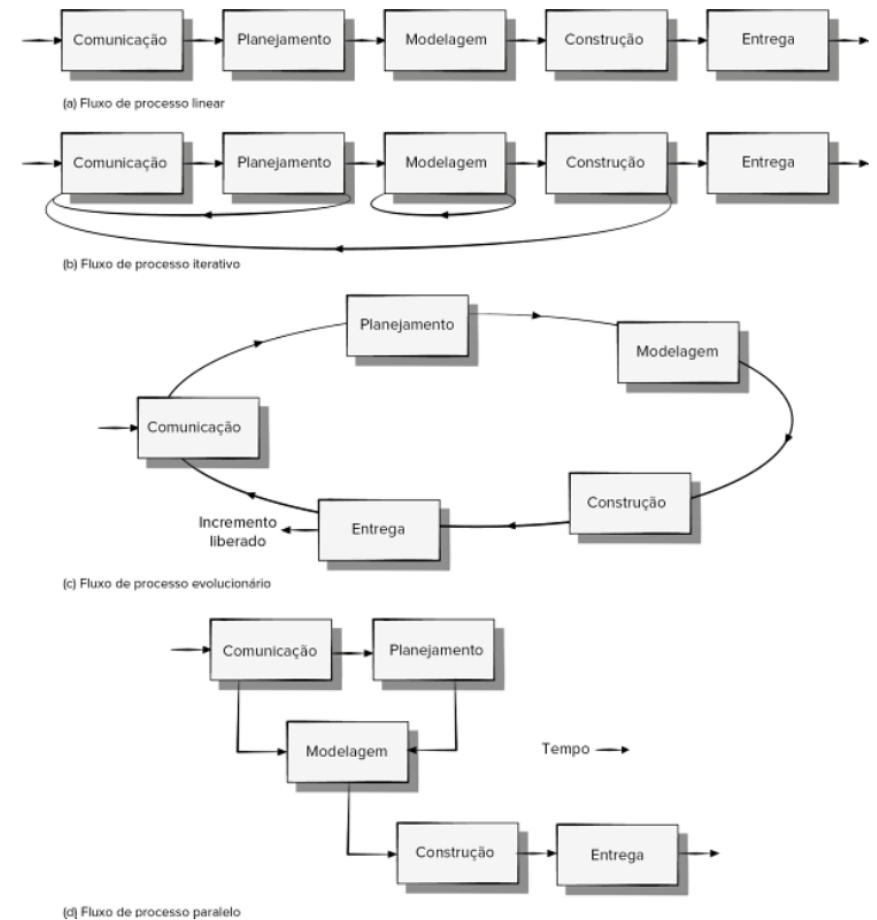 Comunicação Planejamento Modelagem Construção Entrega
(a) Fluxo de processo linear
Comunicação Planejamento Modelagem Construção Entrega
(b) Fluxo de processo iterativo
Planejamento
Modelagem
Comunicação
Construção
Incremento
liberado
Entrega
(c) Fluxo de processo evolucionário
Comunicação Planejamento
Modelagem
Tempo
Construção Entrega
(d) Fluxo de processo paralelo